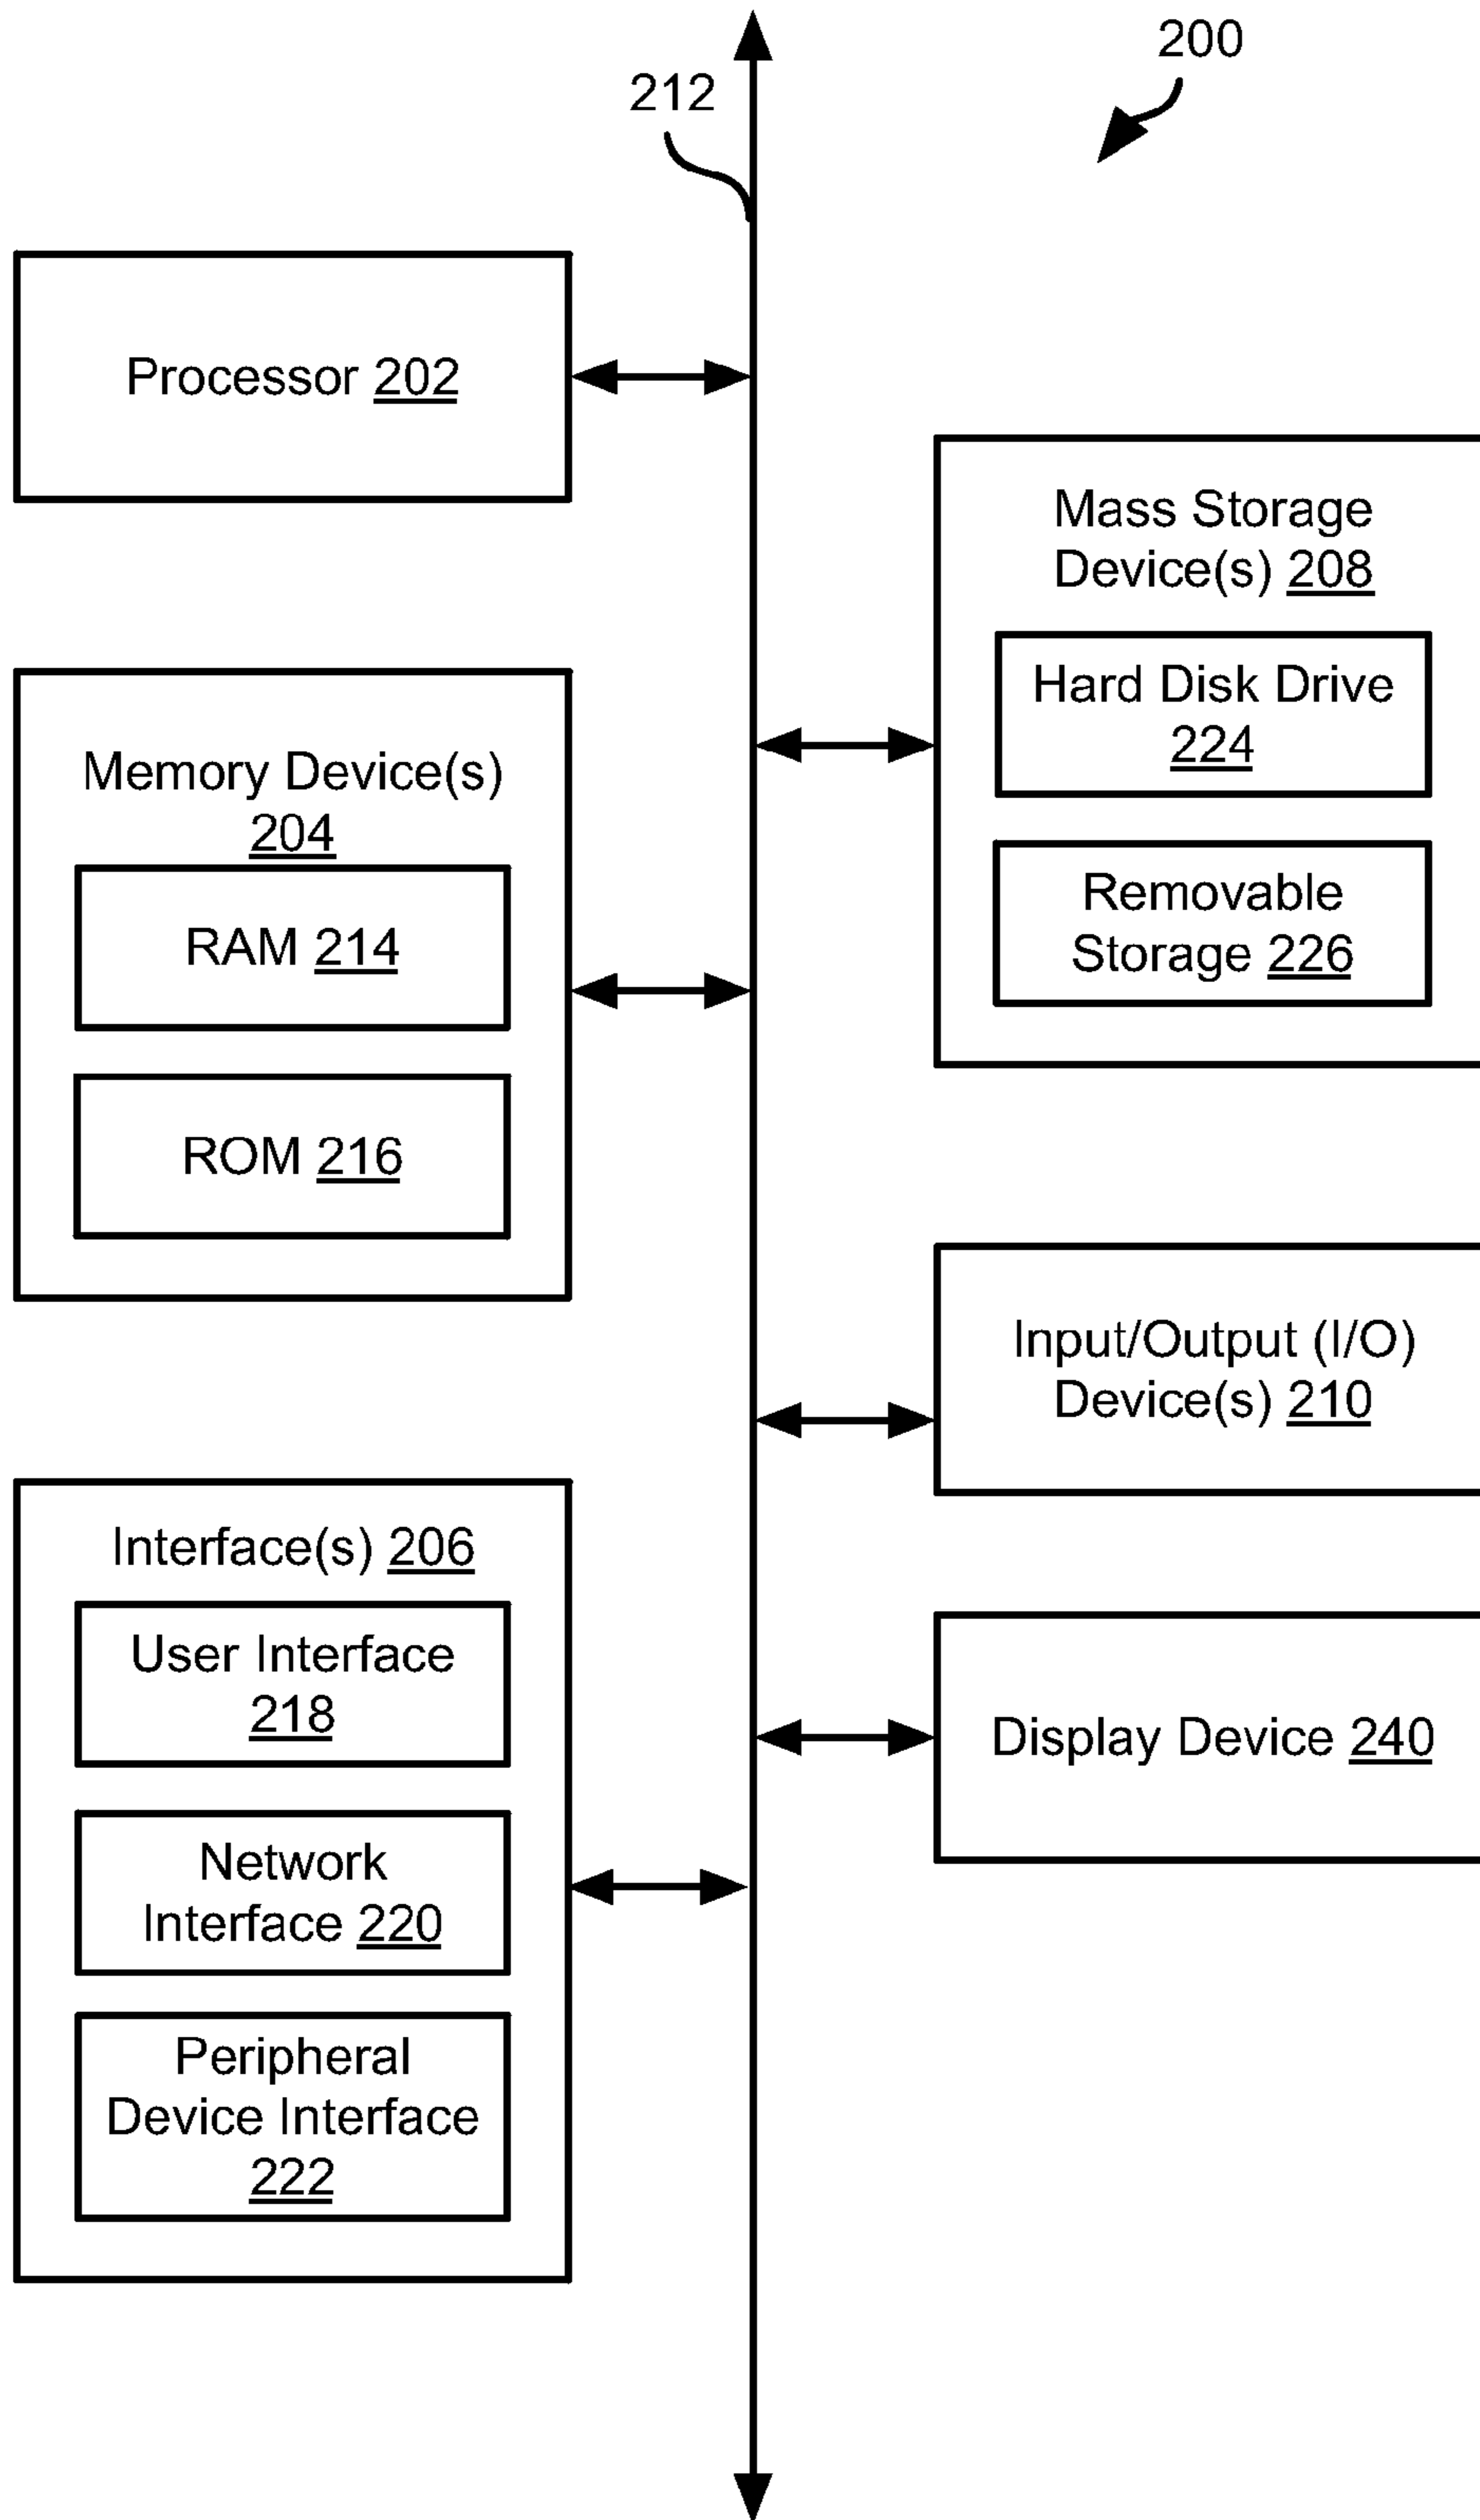 200
212
Processor 202
Mass Storage
Device(s) 208
Hard Disk Drive
224
Removable
Storage 226
Memory Device(s)
204
RAM 214
ROM 216
Input/Output (I/O)
Device(s) 210
Interface(s) 206
User Interface
218
Network
Interface 220
Peripheral
Device Interface
222
Display Device 240